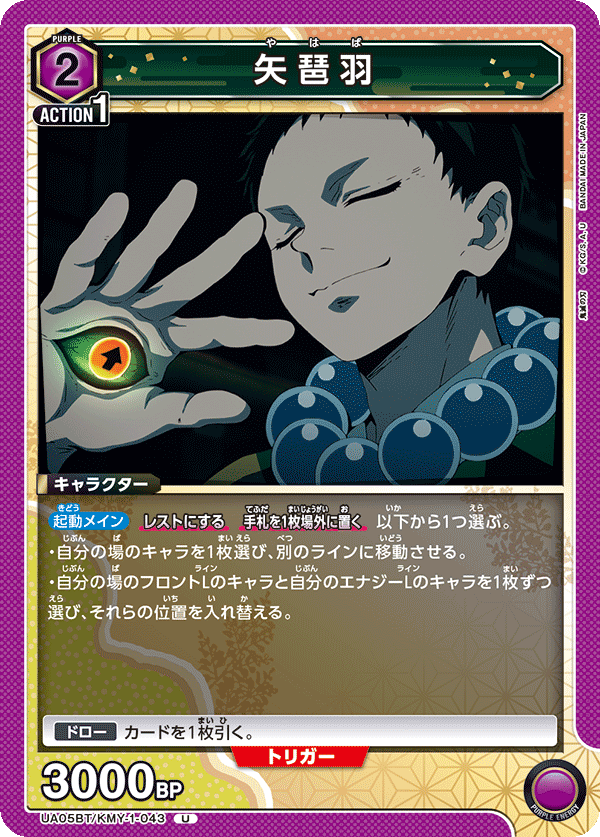 PURPLE
2
ACTION1
やはば
矢琶羽
BANDAI MADE IN JAPAN
©KG/S,A,U
鬼滅の刃
キャラクター
起動メイン レストにする 手札を1枚場外に置く 以下から1つ選ぶ。
・自分の場のキャラを1枚選び、別のラインに移動させる。
・自分の場のフロントLのキャラと自分のエナジーLのキャラを1枚ずつ
選び、それらの位置を入れ替える。
ドロー カードを1枚引く。
トリガー
3000BP
UA05BT/KMY-1-043 U
PURPLE ENERGY